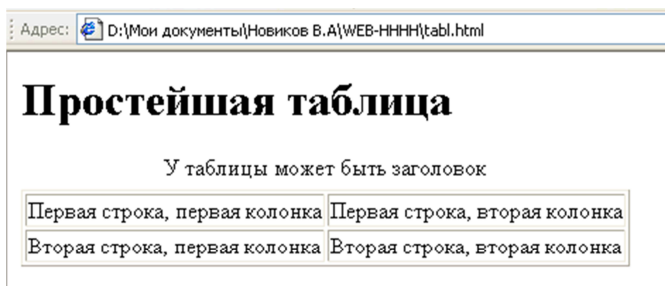 Адрес: D:\Мои документы\Новиков В.А\WEB-НННН\tabl.html
Простейшая таблица
У таблицы может быть заголовок
Первая строка, первая колонка Первая строка, вторая колонка
Вторая строка, первая колонка Вторая строка, вторая колонка